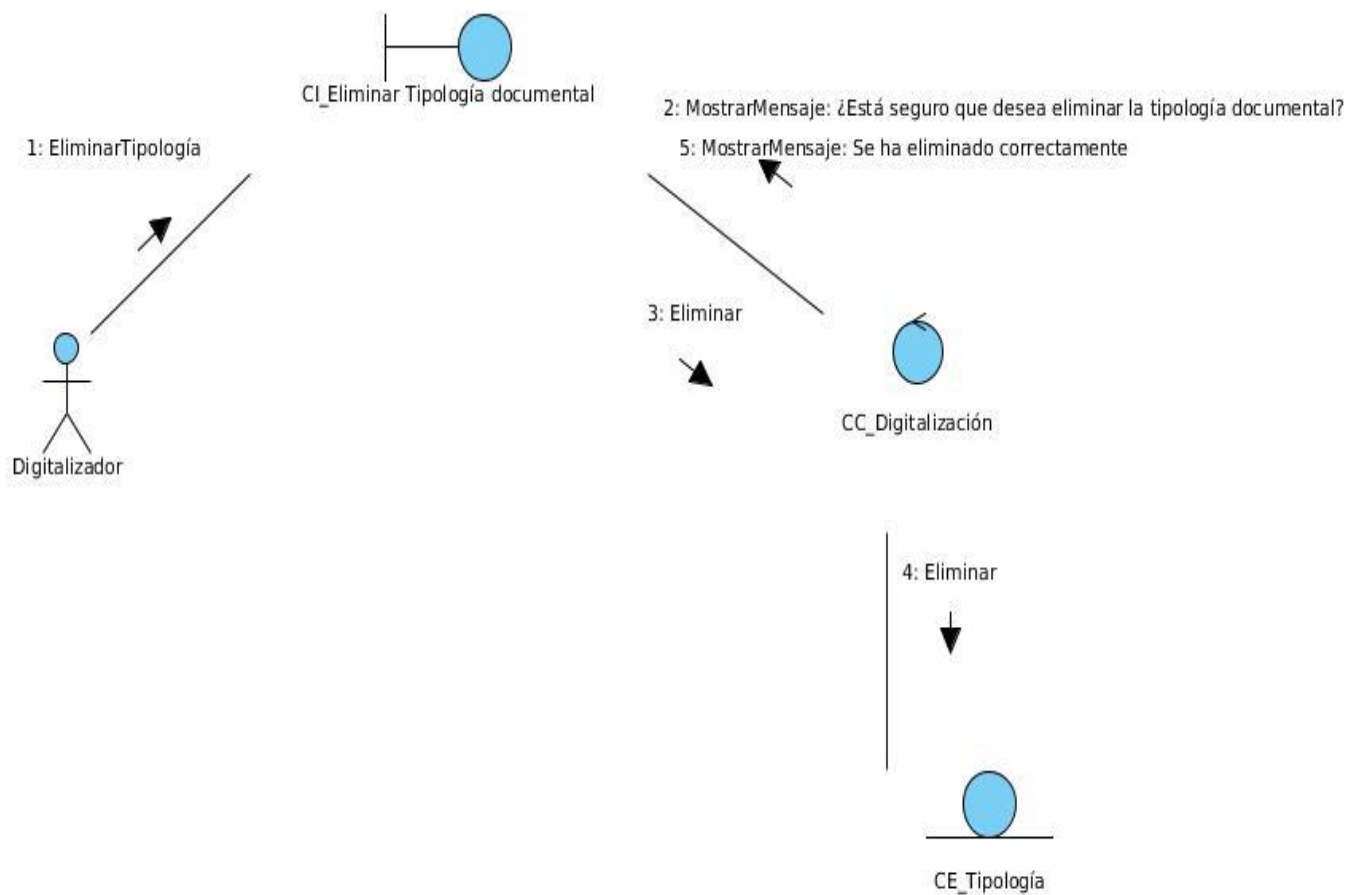 CI_Eliminar Tipología documental
2: MostrarMensaje: ¿Está seguro que desea eliminar la tipología documental?
1: EliminarTipología
5: MostrarMensaje: Se ha eliminado correctamente
3: Eliminar
CC_Digitalización
Digitalizador
4: Eliminar
CE_Tipología